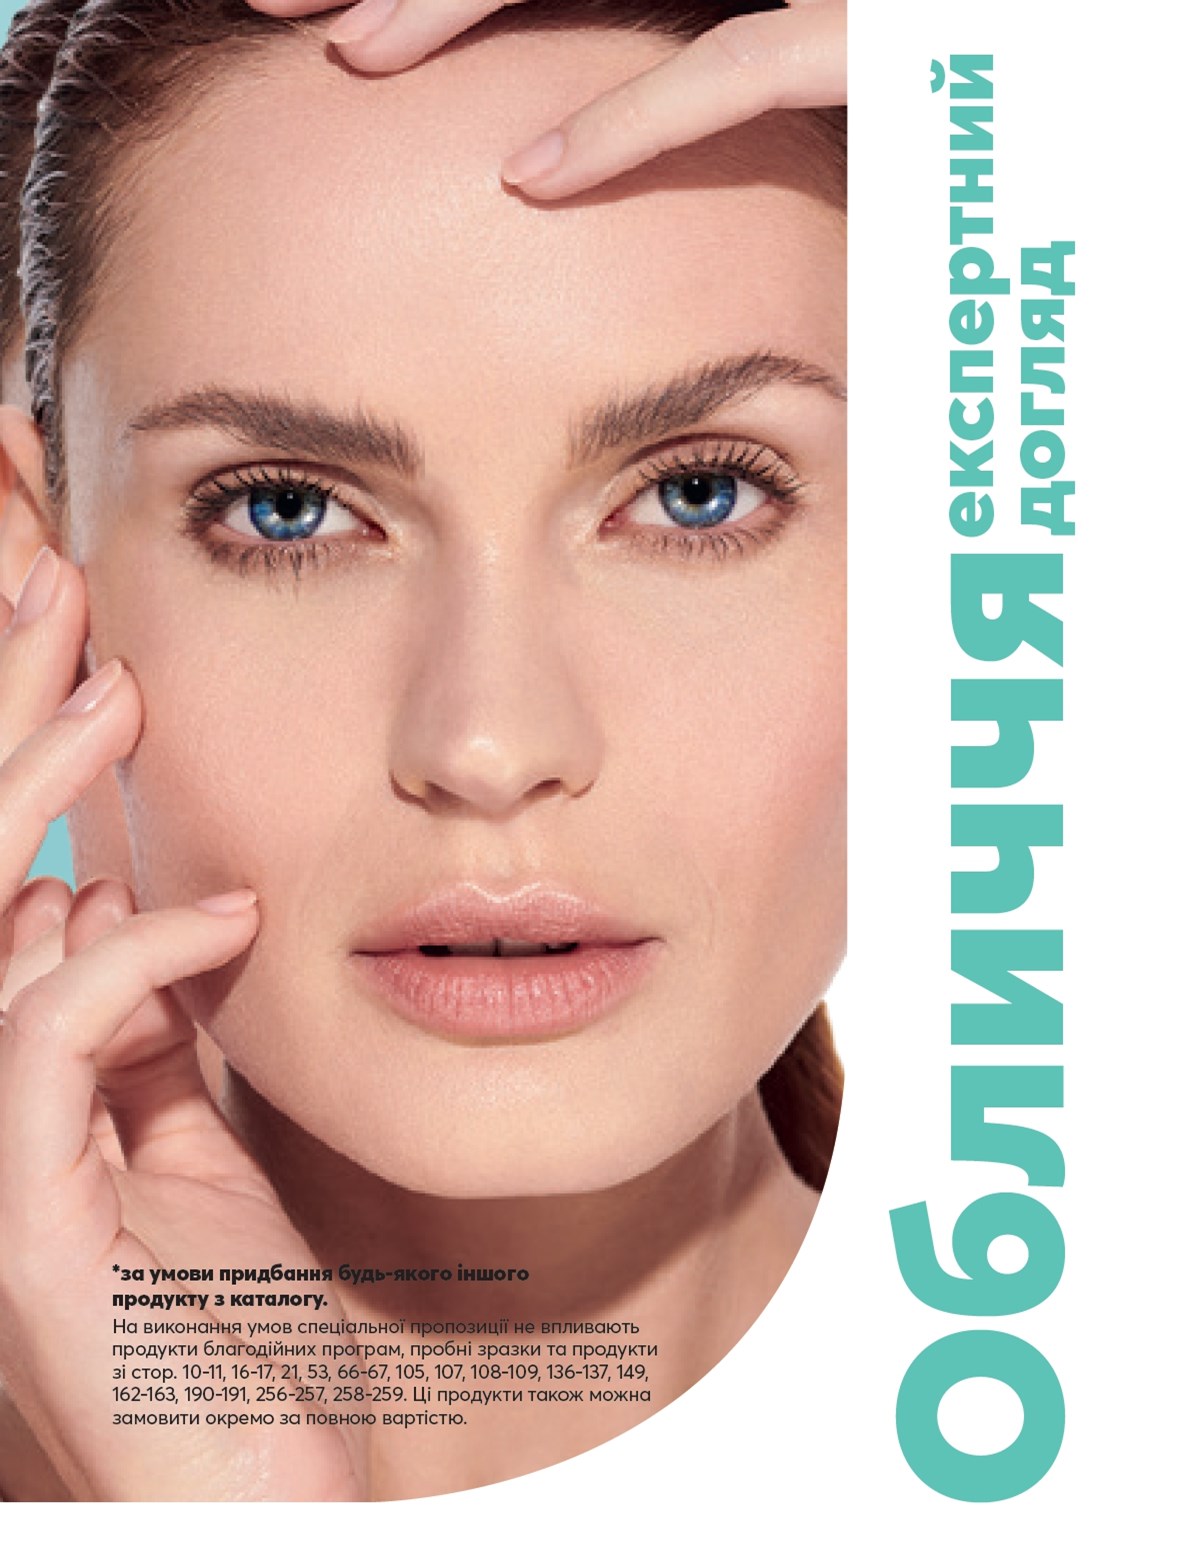 *за умови придбання будь-якого іншого
продукту з каталогу.
На виконання умов спеціальної пропозиції не впливають
продукти благодійних програм, пробні зразки та продукти
зі стор. 10-11, 16-17, 21, 53, 66-67, 105, 107, 108-109, 136-137, 149,
162-163, 190-191, 256-257, 258-259. Ці продукти також можна
замовити окремо за повною вартістю.
Обличчя
експертний
догляд